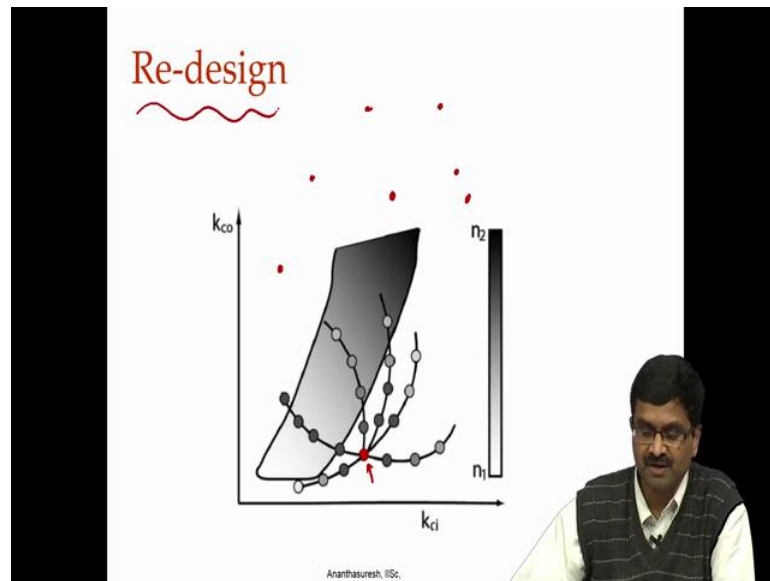 Re-design
k_co
n_2
n_1
k_ci
Ananthasuresh, IISc,